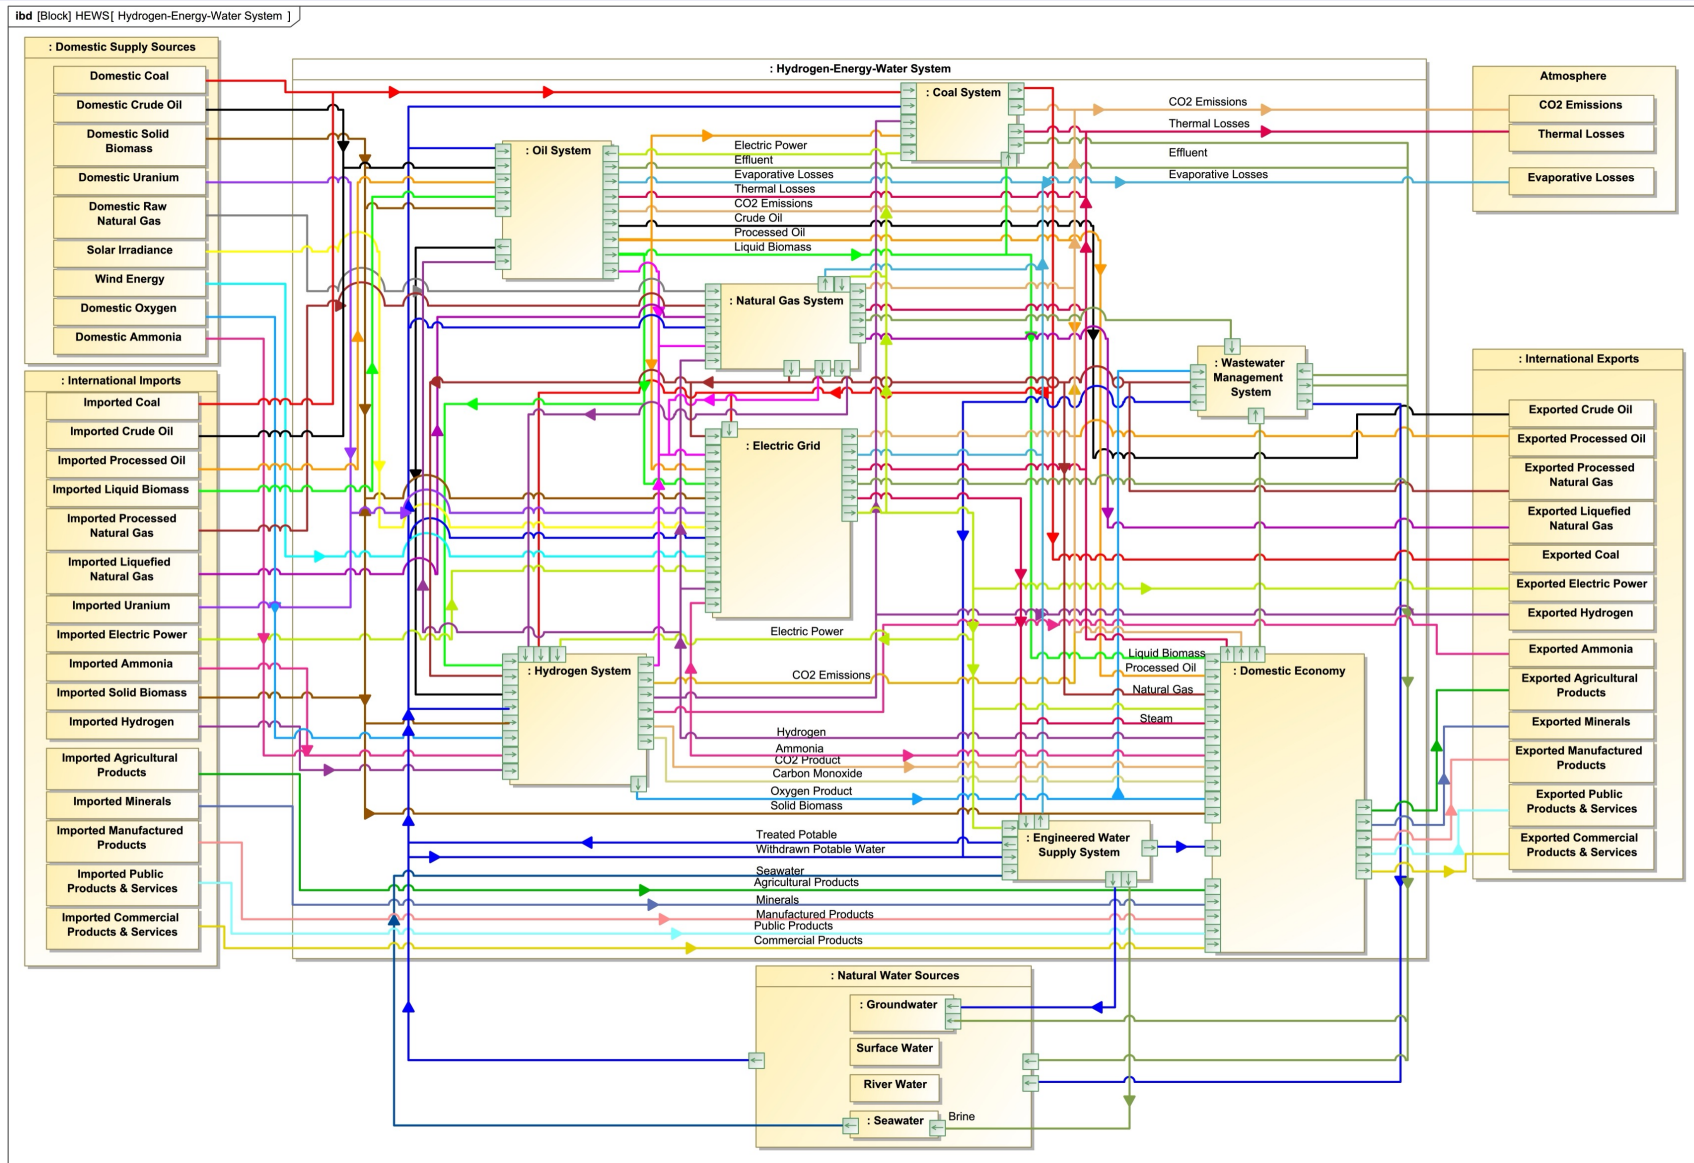 ibd [Block] HEWS[ Hydrogen-Energy-Water System ]
: Domestic Supply Sources
Domestic Coal
Domestic Crude Oil
Domestic Solid
Biomass
Domestic Uranium
Domestic Raw
Natural Gas
Solar Irradiance
Wind Energy
Domestic Oxygen
Domestic Ammonia
: International Imports
Imported Coal
Imported Crude Oil
Imported Processed Oil
Imported Liquid Biomass
Imported Processed
Natural Gas
Imported Liquefied
Natural Gas
Imported Uranium
Imported Electric Power
Imported Ammonia
Imported Solid Biomass
Imported Hydrogen
Imported Agricultural
Products
Imported Minerals
Imported Manufactured
Products
Imported Public
Products & Services
Imported Commercial
Products & Services
: Hydrogen-Energy-Water System
: Coal System
: Oil System
Electric Power
Effluent
Evaporative Losses
Thermal Losses
CO2 Emissions
Crude Oil
Processed Oil
Liquid Biomass
CO2 Emissions
Thermal Losses
Effluent
Evaporative Losses
: Natural Gas System
: Wastewater
Management
System
: Electric Grid
Electric Power
: Hydrogen System
CO2 Emissions
Hydrogen
Ammonia
CO2 Product
Carbon Monoxide
Oxygen Product
Solid Biomass
Liquid Biomass
Processed Oil
Natural Gas
Steam
: Domestic Economy
: Engineered Water
Supply System
Treated Potable
Withdrawn Potable Water
Seawater
Agricultural Products
Minerals
Manufactured Products
Public Products
Commercial Products
Atmosphere
CO2 Emissions
Thermal Losses
Evaporative Losses
: International Exports
Exported Crude Oil
Exported Processed Oil
Exported Processed
Natural Gas
Exported Liquefied
Natural Gas
Exported Coal
Exported Electric Power
Exported Hydrogen
Exported Ammonia
Exported Agricultural
Products
Exported Minerals
Exported Manufactured
Products
Exported Public
Products & Services
Exported Commercial
Products & Services
: Natural Water Sources
: Groundwater
Surface Water
River Water
: Seawater
Brine